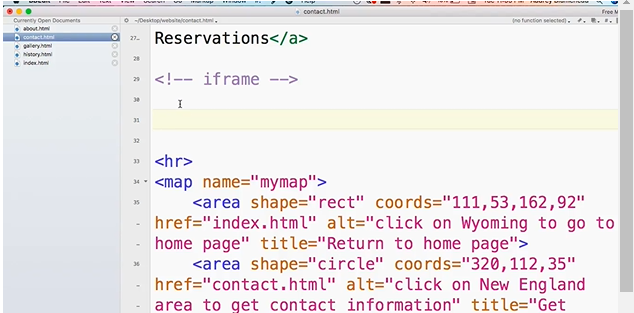 contact.html
Currently Open Documents
~/Desktop/website/contact.html
(no function selected)
about.html
contact.html
gallery.html
history.html
index.html
27
Reservations</a>
28
29
<!-- iframe -->
30
31
32
33
<hr>
34
<map name="mymap">
35
<area shape="rect" coords="111,53,162,92"
href="index.html" alt="click on Wyoming to go to
home page" title="Return to home page">
36
<area shape="circle" coords="320,112,35"
href="contact.html" alt="click on New England
area to get contact information" title="Get